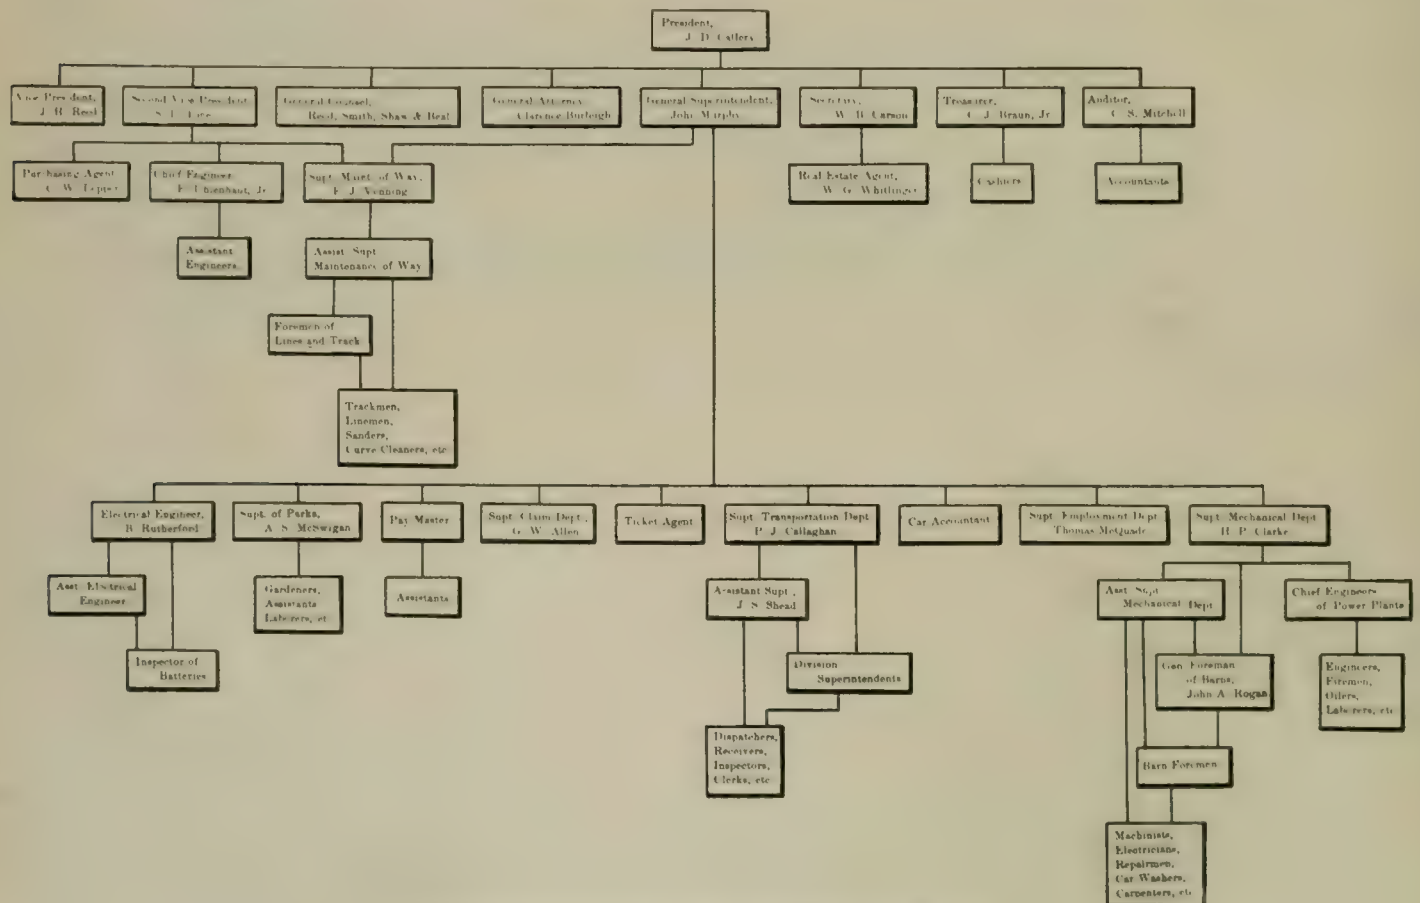 President,
J. D. Callery
Vice President,
J. H. Reed
Second Vice President
General Counsel,
Reed, Smith, Shaw & Beal
General Attorney
Clarence Burleigh
General Superintendent,
John Murphy
Secretary,
W. B. Carson
Treasurer,
C. J. Braun, Jr
Auditor,
C. S. Mitchell
Purchasing Agent
C. W.
Chief Engineer
F. Uhlenhaut, Jr
Supt. Maint. of Way,
F. J. Venning
Real Estate Agent,
W. G. Whitlinger
Cashiers
Accountants
Assistant
Engineers
Assist Supt
Maintenance of Way
Foremen of
Lines and Track
Trackmen,
Linemen,
Sanders,
Curve Cleaners, etc
Electrical Engineer,
B. Rutherford
Supt. of Parks,
A. S. McSwigan
Pay Master
Supt. Claim Dept.,
G. W. Allen
Ticket Agent
Supt. Transportation Dept
P. J. Callaghan
Car Accountant
Supt. Employment Dept
Thomas McQuade
Supt. Mechanical Dept
H. P. Clarke
Asst. Electrical
Engineer
Gardeners,
Assistants
Laborers, etc
Assistants
Assistant Supt.,
J. S. Shead
Asst Supt
Mechanical Dept
Chief Engineers
of Power Plants
Inspector of
Batteries
Division
Superintendents
Gen Foreman
of Barns,
John A. Rogan
Engineers,
Firemen,
Oilers,
Laborers, etc
Dispatchers,
Receivers,
Inspectors,
Clerks, etc
Barn Foremen
Machinists,
Electricians,
Repairmen,
Car Washers,
Carpenters, etc